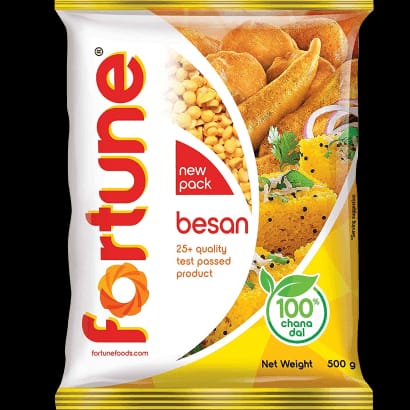 fortune®
new
pack
besan
25+ quality
test passed
product
100%
chana
dal
*Serving suggestion
fortunefoods.com
Net Weight 500 g